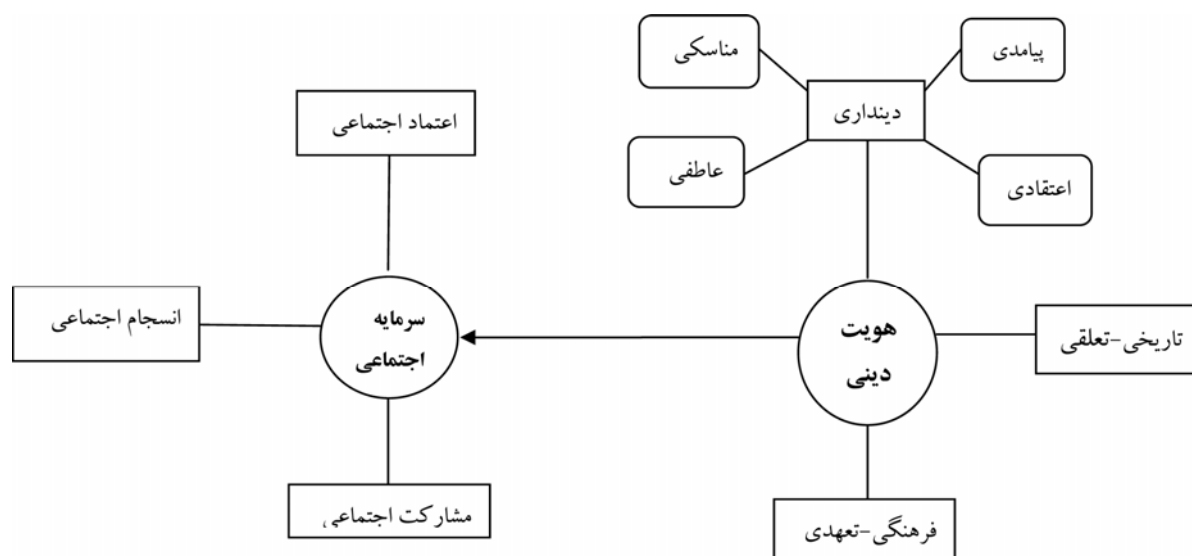 پیامدی
مناسکی
دینداری
اعتماد اجتماعی
عاطفی
اعتقادی
هویت
دینی
سرمایه
اجتماعی
انسجام اجتماعی
تاریخی-تعلقی
مشارکت اجتماعی
فرهنگی-تعهدی